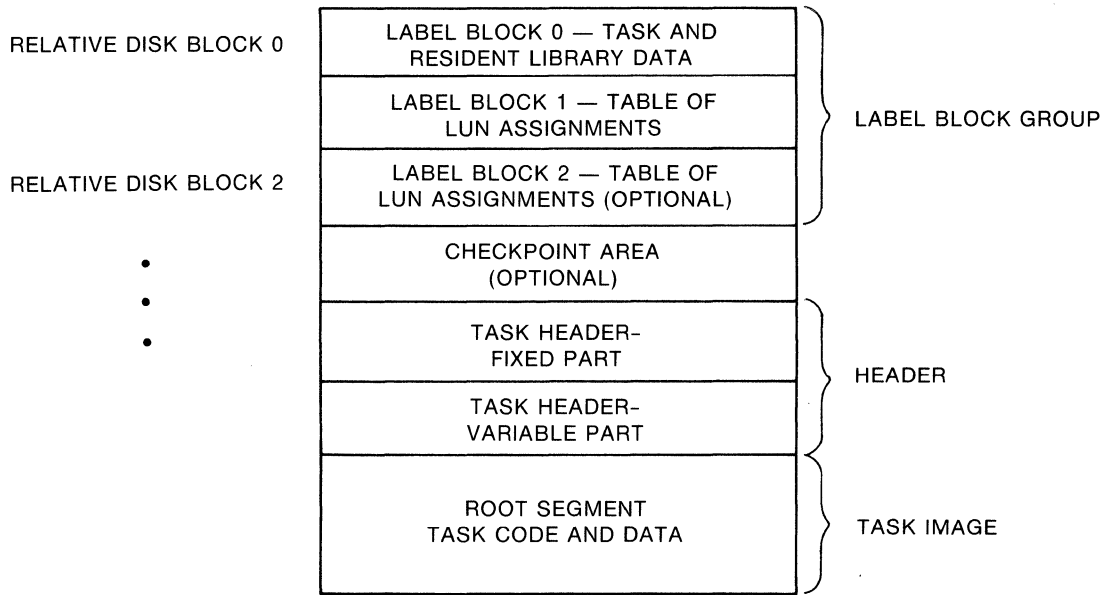 RELATIVE DISK BLOCK 0
LABEL BLOCK 0 — TASK AND
RESIDENT LIBRARY DATA
LABEL BLOCK 1 — TABLE OF
LUN ASSIGNMENTS
LABEL BLOCK GROUP
RELATIVE DISK BLOCK 2
LABEL BLOCK 2 — TABLE OF
LUN ASSIGNMENTS (OPTIONAL)
CHECKPOINT AREA
(OPTIONAL)
TASK HEADER–
FIXED PART
HEADER
TASK HEADER–
VARIABLE PART
ROOT SEGMENT
TASK CODE AND DATA
TASK IMAGE